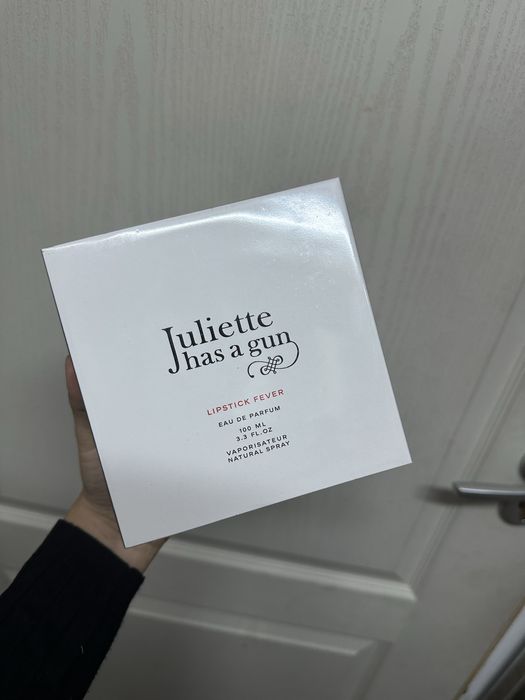 Juliette
has a gun
LIPSTICK FEVER
EAU DE PARFUM
100 ML
3.3 FL.OZ
VAPORISATEUR
NATURAL SPRAY